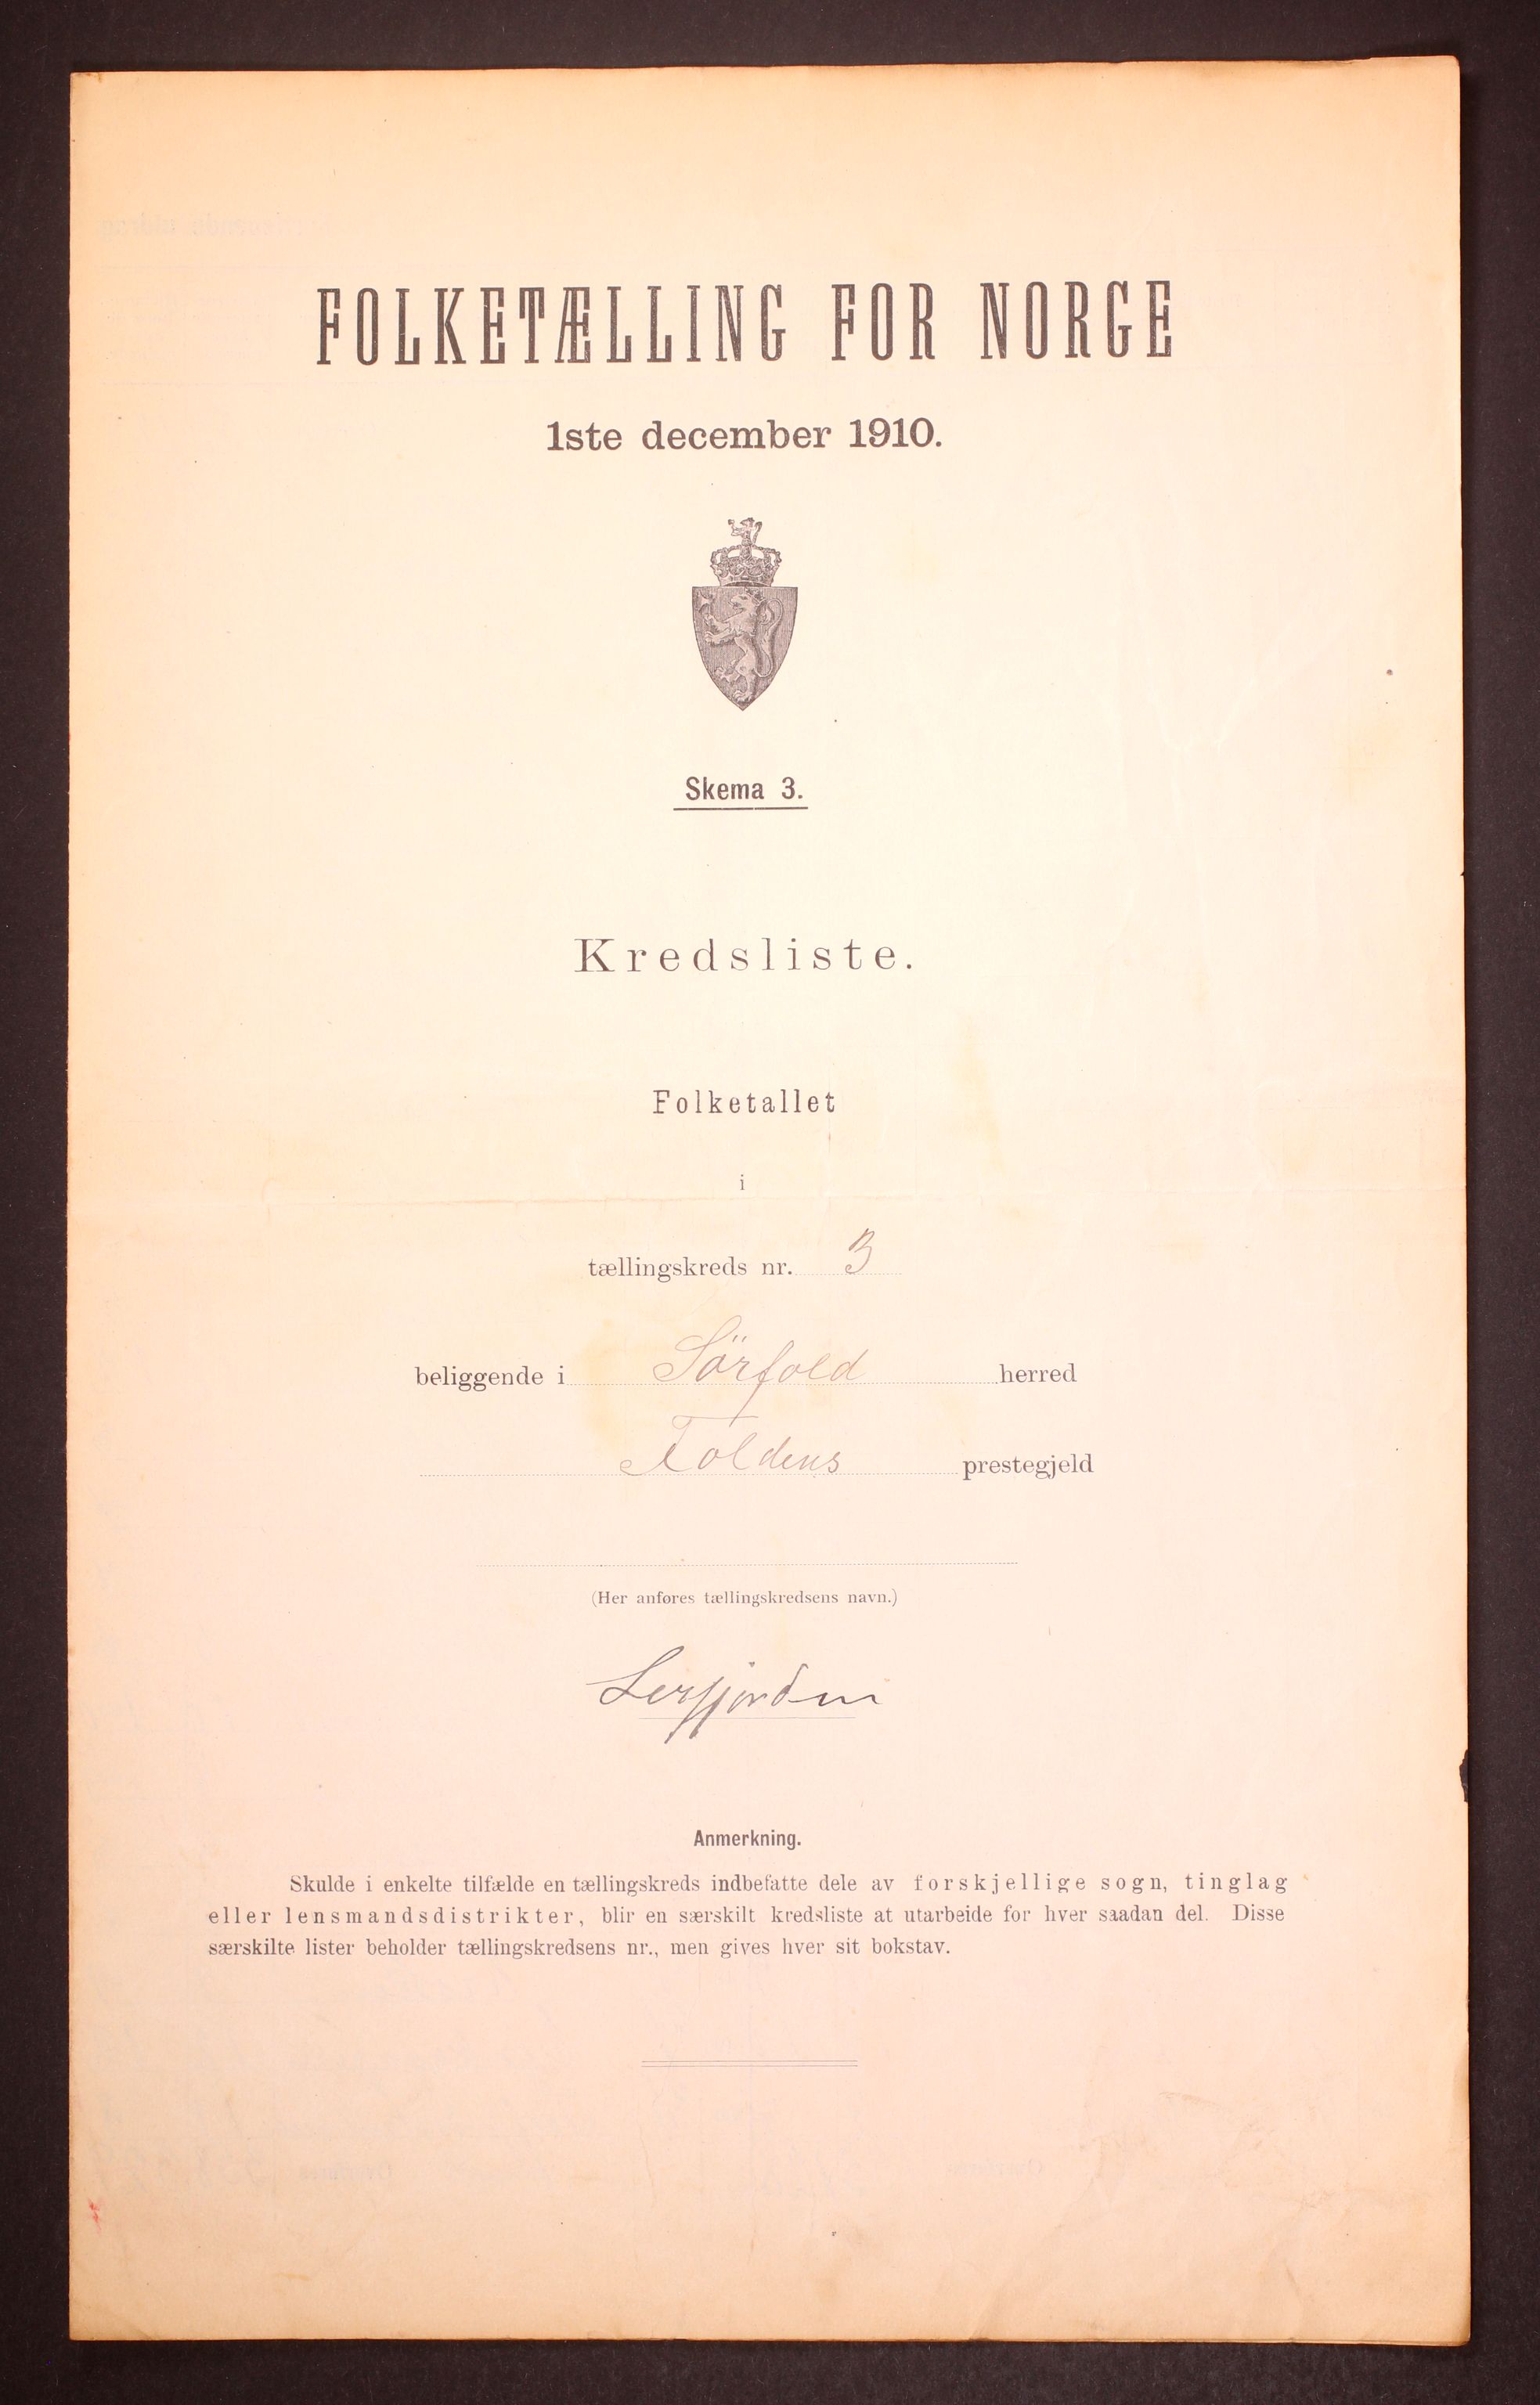 FOLKETÆLLING FOR NORGE
1ste december 1910.
Skema 3.
Kredsliste.
Folketallet
i
tællingskreds nr. 3
beliggende i Sörfold herred
Foldens prestegjeld
(Her anføres tællingskredsens navn.)
Lerfjorden
Anmerkning.
Skulde i enkelte tilfælde en tællingskreds indbefatte dele av forskjellige sogn, tinglag
eller lensmandsdistrikter, blir en særskilt kredsliste at utarbeide for hver saadan del. Disse
særskilte lister beholder tællingskredsens nr., men gives hver sit bokstav.